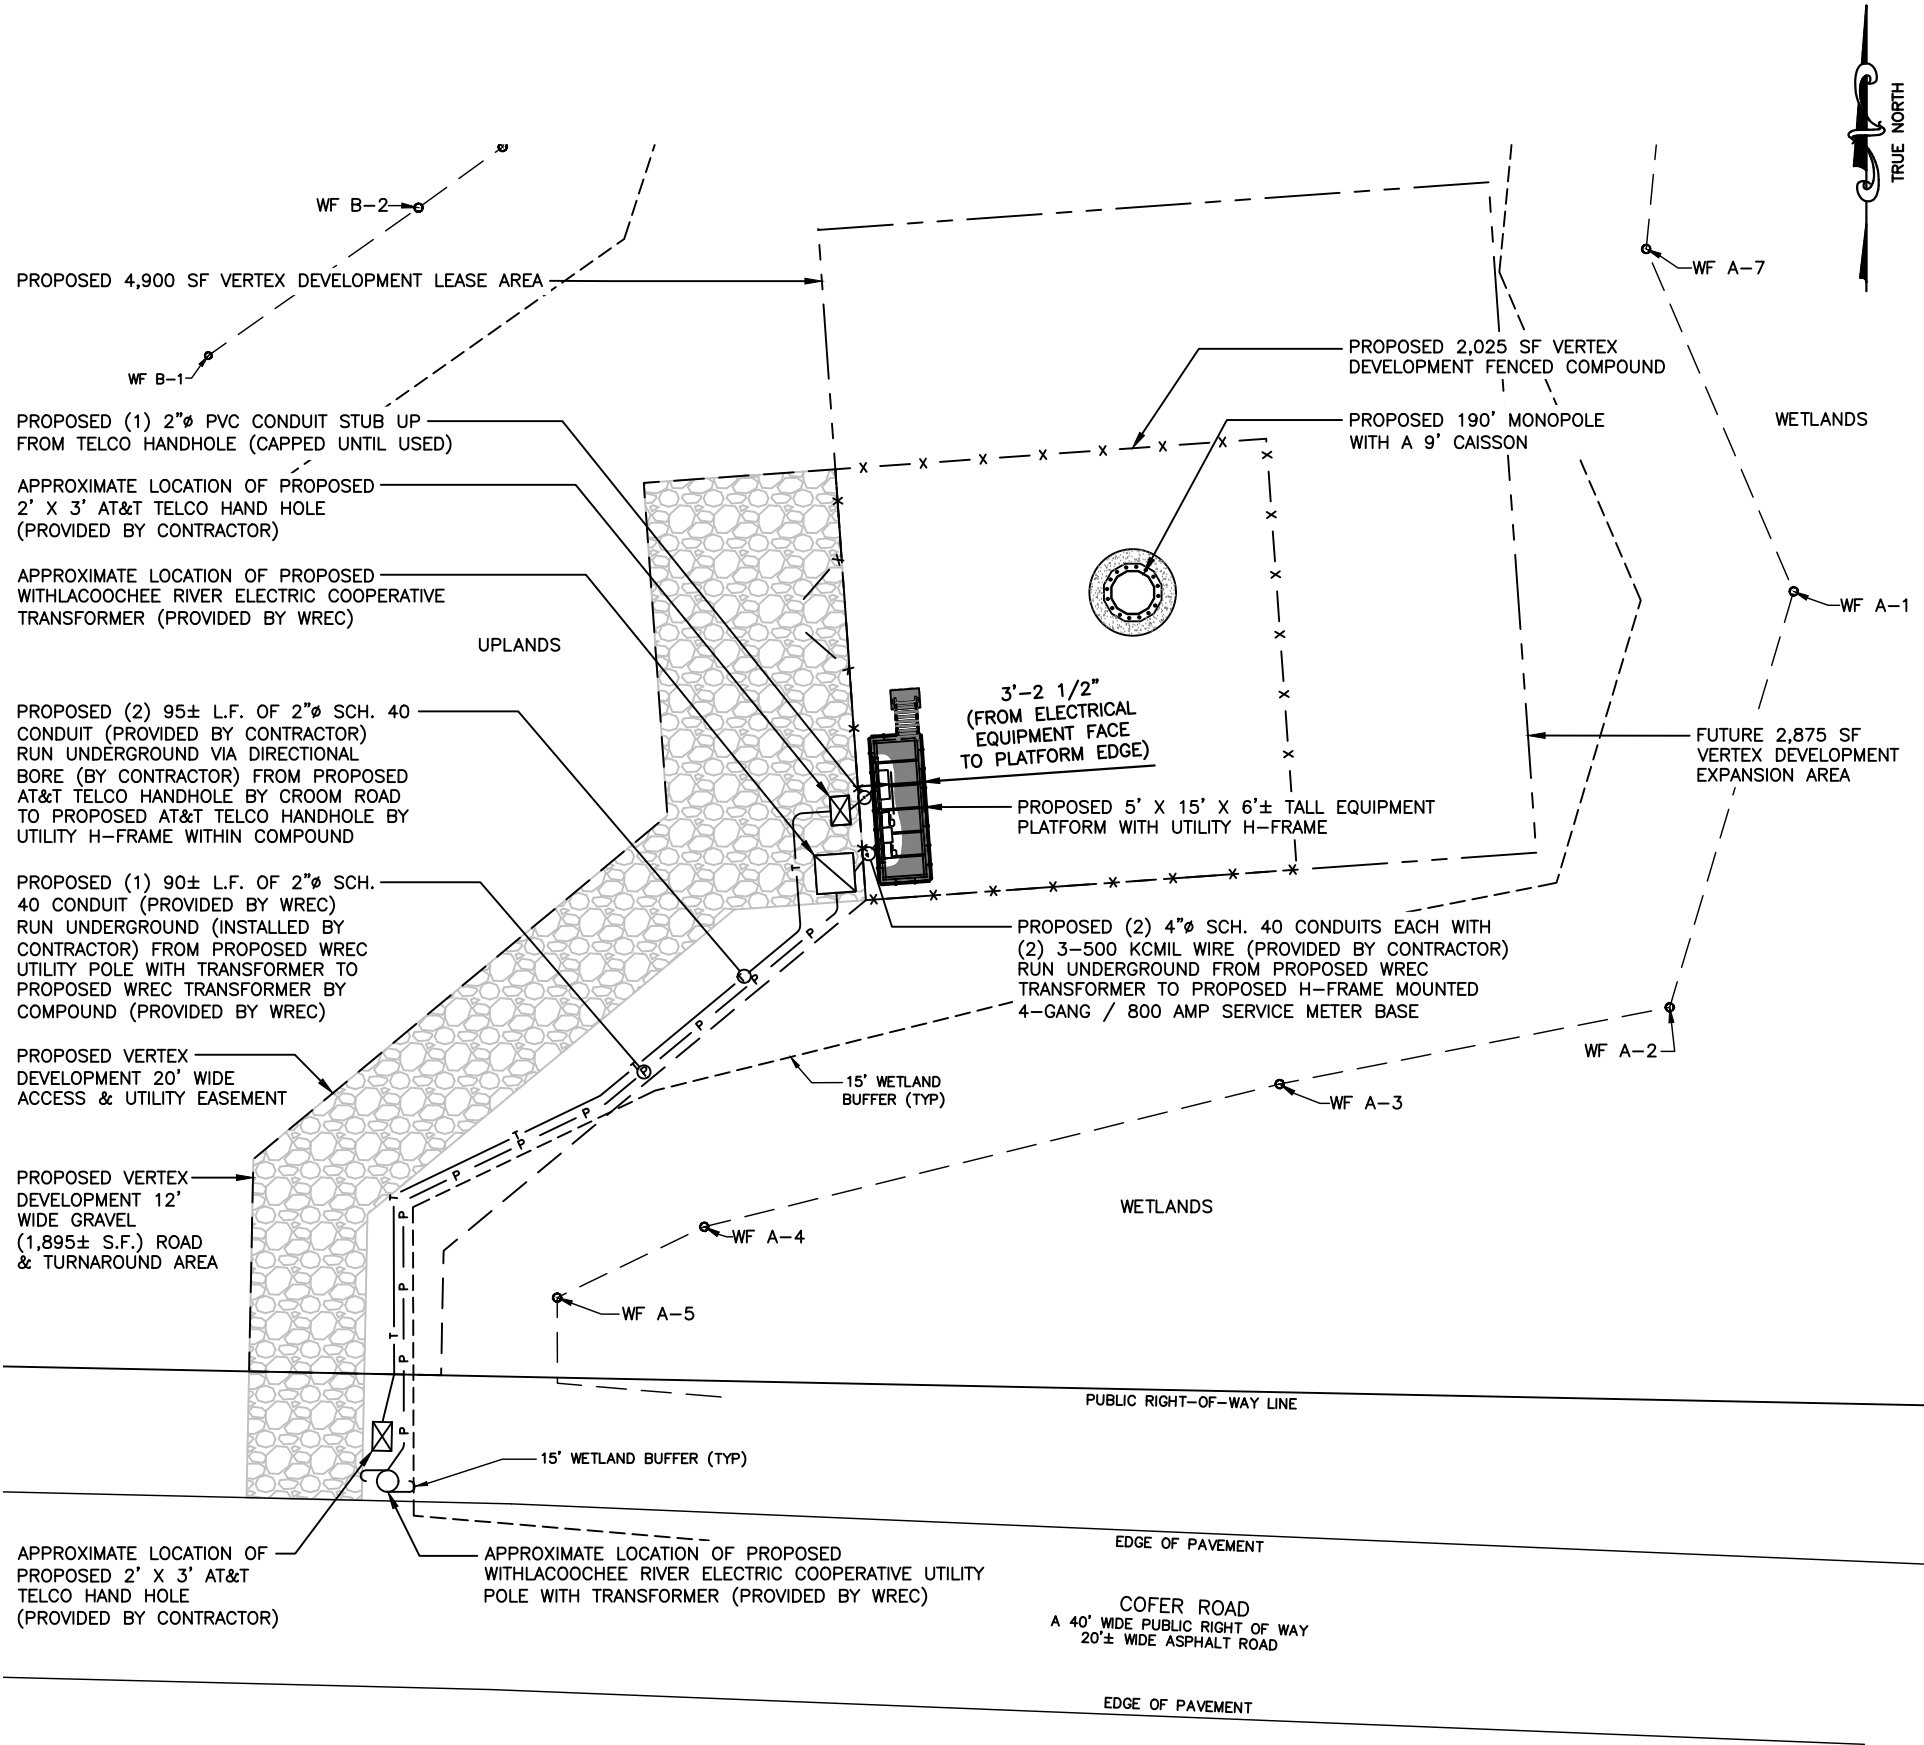 TRUE NORTH
WF B-2
WF A-7
PROPOSED 4,900 SF VERTEX DEVELOPMENT LEASE AREA
PROPOSED 2,025 SF VERTEX
DEVELOPMENT FENCED COMPOUND
WF B-1
PROPOSED 190' MONOPOLE
WITH A 9' CAISSON
WETLANDS
PROPOSED (1) 2"ø PVC CONDUIT STUB UP
FROM TELCO HANDHOLE (CAPPED UNTIL USED)
APPROXIMATE LOCATION OF PROPOSED
2' X 3' AT&T TELCO HAND HOLE
(PROVIDED BY CONTRACTOR)
APPROXIMATE LOCATION OF PROPOSED
WITHLACOOCHEE RIVER ELECTRIC COOPERATIVE
TRANSFORMER (PROVIDED BY WREC)
WF A-1
UPLANDS
3'-2 1/2"
(FROM ELECTRICAL
EQUIPMENT FACE
TO PLATFORM EDGE)
PROPOSED (2) 95± L.F. OF 2"ø SCH. 40
CONDUIT (PROVIDED BY CONTRACTOR)
RUN UNDERGROUND VIA DIRECTIONAL
BORE (BY CONTRACTOR) FROM PROPOSED
AT&T TELCO HANDHOLE BY CROOM ROAD
TO PROPOSED AT&T TELCO HANDHOLE BY
UTILITY H-FRAME WITHIN COMPOUND
FUTURE 2,875 SF
VERTEX DEVELOPMENT
EXPANSION AREA
PROPOSED 5' X 15' X 6'± TALL EQUIPMENT
PLATFORM WITH UTILITY H-FRAME
PROPOSED (1) 90± L.F. OF 2"ø SCH.
40 CONDUIT (PROVIDED BY WREC)
RUN UNDERGROUND (INSTALLED BY
CONTRACTOR) FROM PROPOSED WREC
UTILITY POLE WITH TRANSFORMER TO
PROPOSED WREC TRANSFORMER BY
COMPOUND (PROVIDED BY WREC)
PROPOSED (2) 4"ø SCH. 40 CONDUITS EACH WITH
(2) 3-500 KCMIL WIRE (PROVIDED BY CONTRACTOR)
RUN UNDERGROUND FROM PROPOSED WREC
TRANSFORMER TO PROPOSED H-FRAME MOUNTED
4-GANG / 800 AMP SERVICE METER BASE
PROPOSED VERTEX
DEVELOPMENT 20' WIDE
ACCESS & UTILITY EASEMENT
WF A-2
15' WETLAND
BUFFER (TYP)
WF A-3
PROPOSED VERTEX
DEVELOPMENT 12'
WIDE GRAVEL
(1,895± S.F.) ROAD
& TURNAROUND AREA
WETLANDS
WF A-4
WF A-5
PUBLIC RIGHT-OF-WAY LINE
15' WETLAND BUFFER (TYP)
EDGE OF PAVEMENT
APPROXIMATE LOCATION OF
PROPOSED 2' X 3' AT&T
TELCO HAND HOLE
(PROVIDED BY CONTRACTOR)
APPROXIMATE LOCATION OF PROPOSED
WITHLACOOCHEE RIVER ELECTRIC COOPERATIVE UTILITY
POLE WITH TRANSFORMER (PROVIDED BY WREC)
COFER ROAD
A 40' WIDE PUBLIC RIGHT OF WAY
20'± WIDE ASPHALT ROAD
EDGE OF PAVEMENT